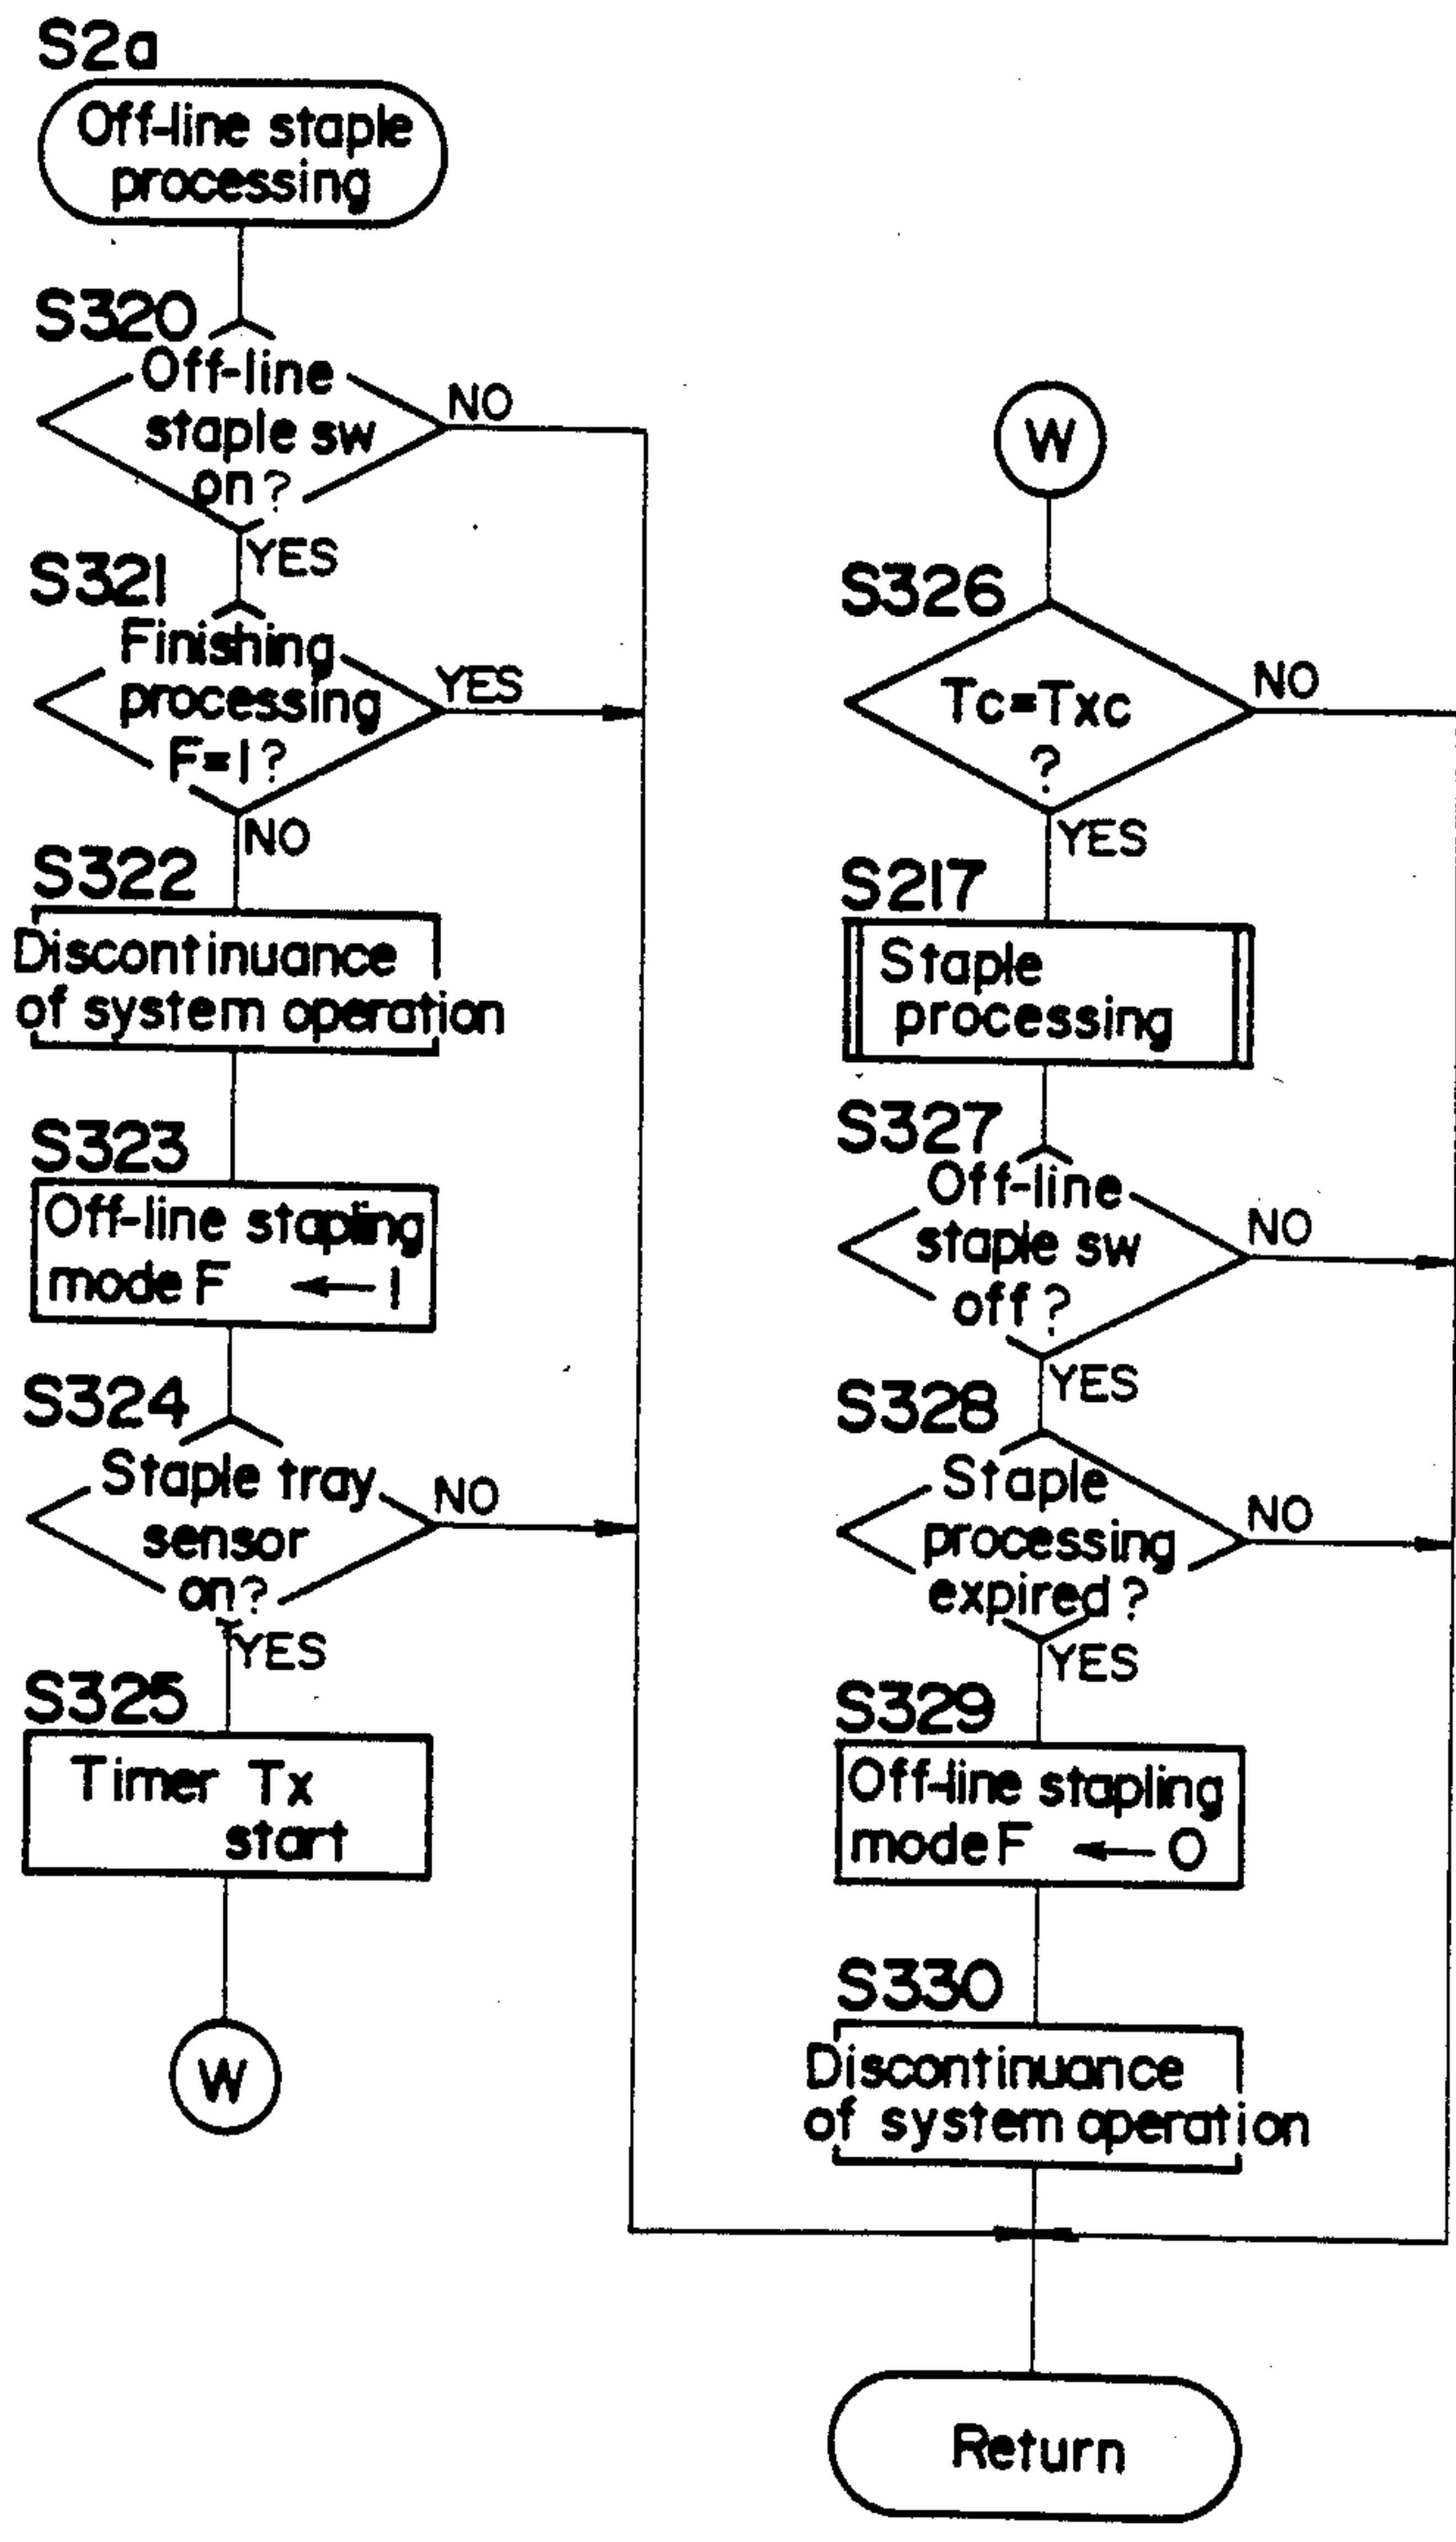 S2a
Off-line staple
processing
S320
Off-line
staple sw
on?
NO
YES
S321
Finishing
processing
F=1?
YES
NO
S322
Discontinuance
of system operation
S323
Off-line stapling
mode F ← 1
S324
Staple tray
sensor
on?
NO
YES
S325
Timer Tx
start
W
W
S326
Tc=Txc
?
NO
YES
S217
Staple
processing
S327
Off-line
staple sw
off?
NO
YES
S328
Staple
processing
expired?
NO
YES
S329
Off-line stapling
mode F ← 0
S330
Discontinuance
of system operation
Return